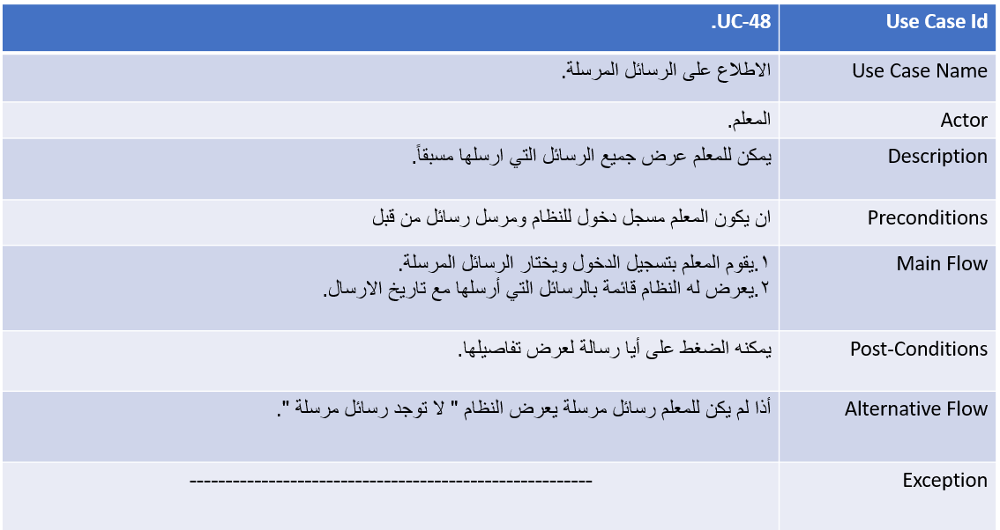 Use Case Id UC-48.
Use Case Name الاطلاع على الرسائل المرسلة.
Actor المعلم.
Description يمكن للمعلم عرض جميع الرسائل التي ارسلها مسبقاً.
Preconditions ان يكون المعلم مسجل دخول للنظام ومرسل رسائل من قبل
Main Flow ١.يقوم المعلم بتسجيل الدخول ويختار الرسائل المرسلة.
٢.يعرض له النظام قائمة بالرسائل التي أرسلها مع تاريخ الارسال.
Post-Conditions يمكنه الضغط على أيا رسالة لعرض تفاصيلها.
Alternative Flow أذا لم يكن للمعلم رسائل مرسلة يعرض النظام " لا توجد رسائل مرسلة ".
Exception --------------------------------------------------------